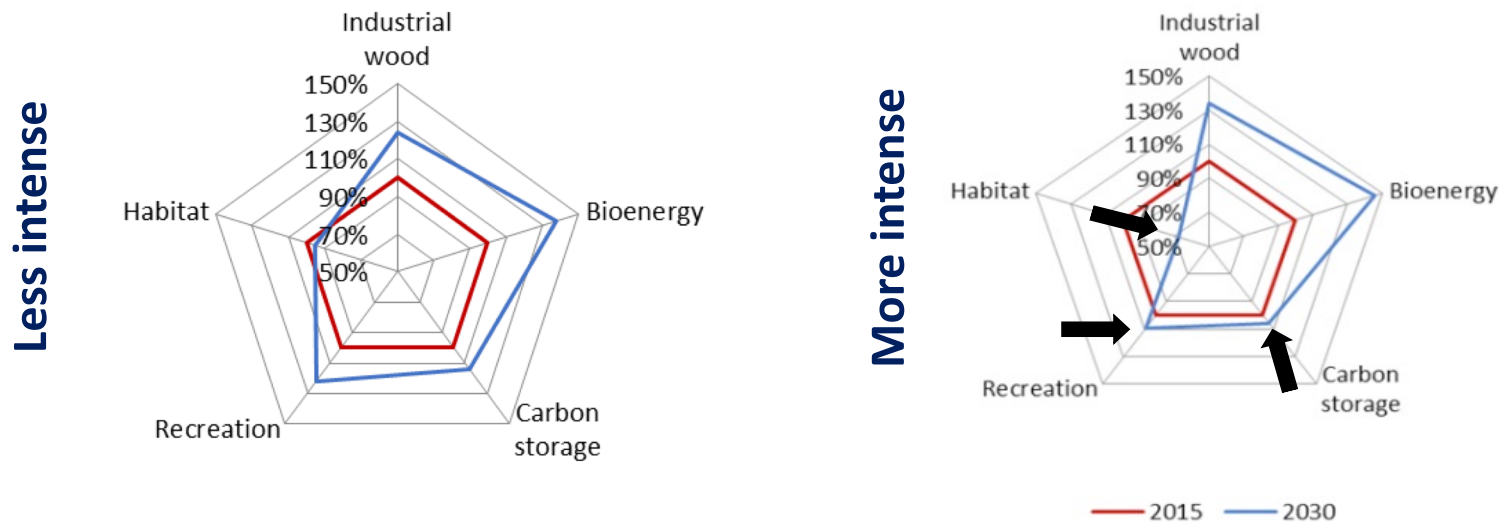 Less intense
Industrial
wood
150%
130%
110%
90%
70%
50%
Habitat
Bioenergy
Recreation
Carbon
storage
More intense
Industrial
wood
150%
130%
110%
90%
70%
50%
Habitat
Bioenergy
Recreation
Carbon
storage
2015 2030